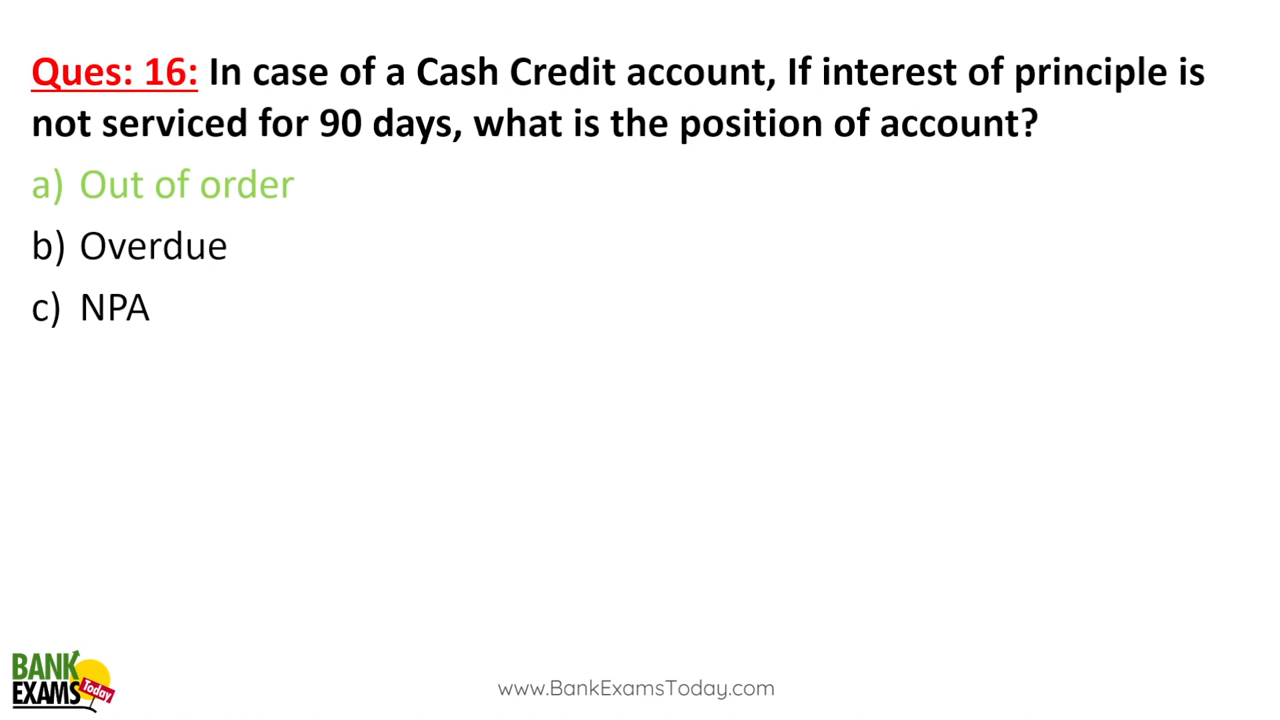 Ques: 16: In case of a Cash Credit account, If interest of principle is
not serviced for 90 days, what is the position of account?
a) Out of order
b) Overdue
c) NPA
BANK
EXAMS
Today
www.BankExamsToday.com